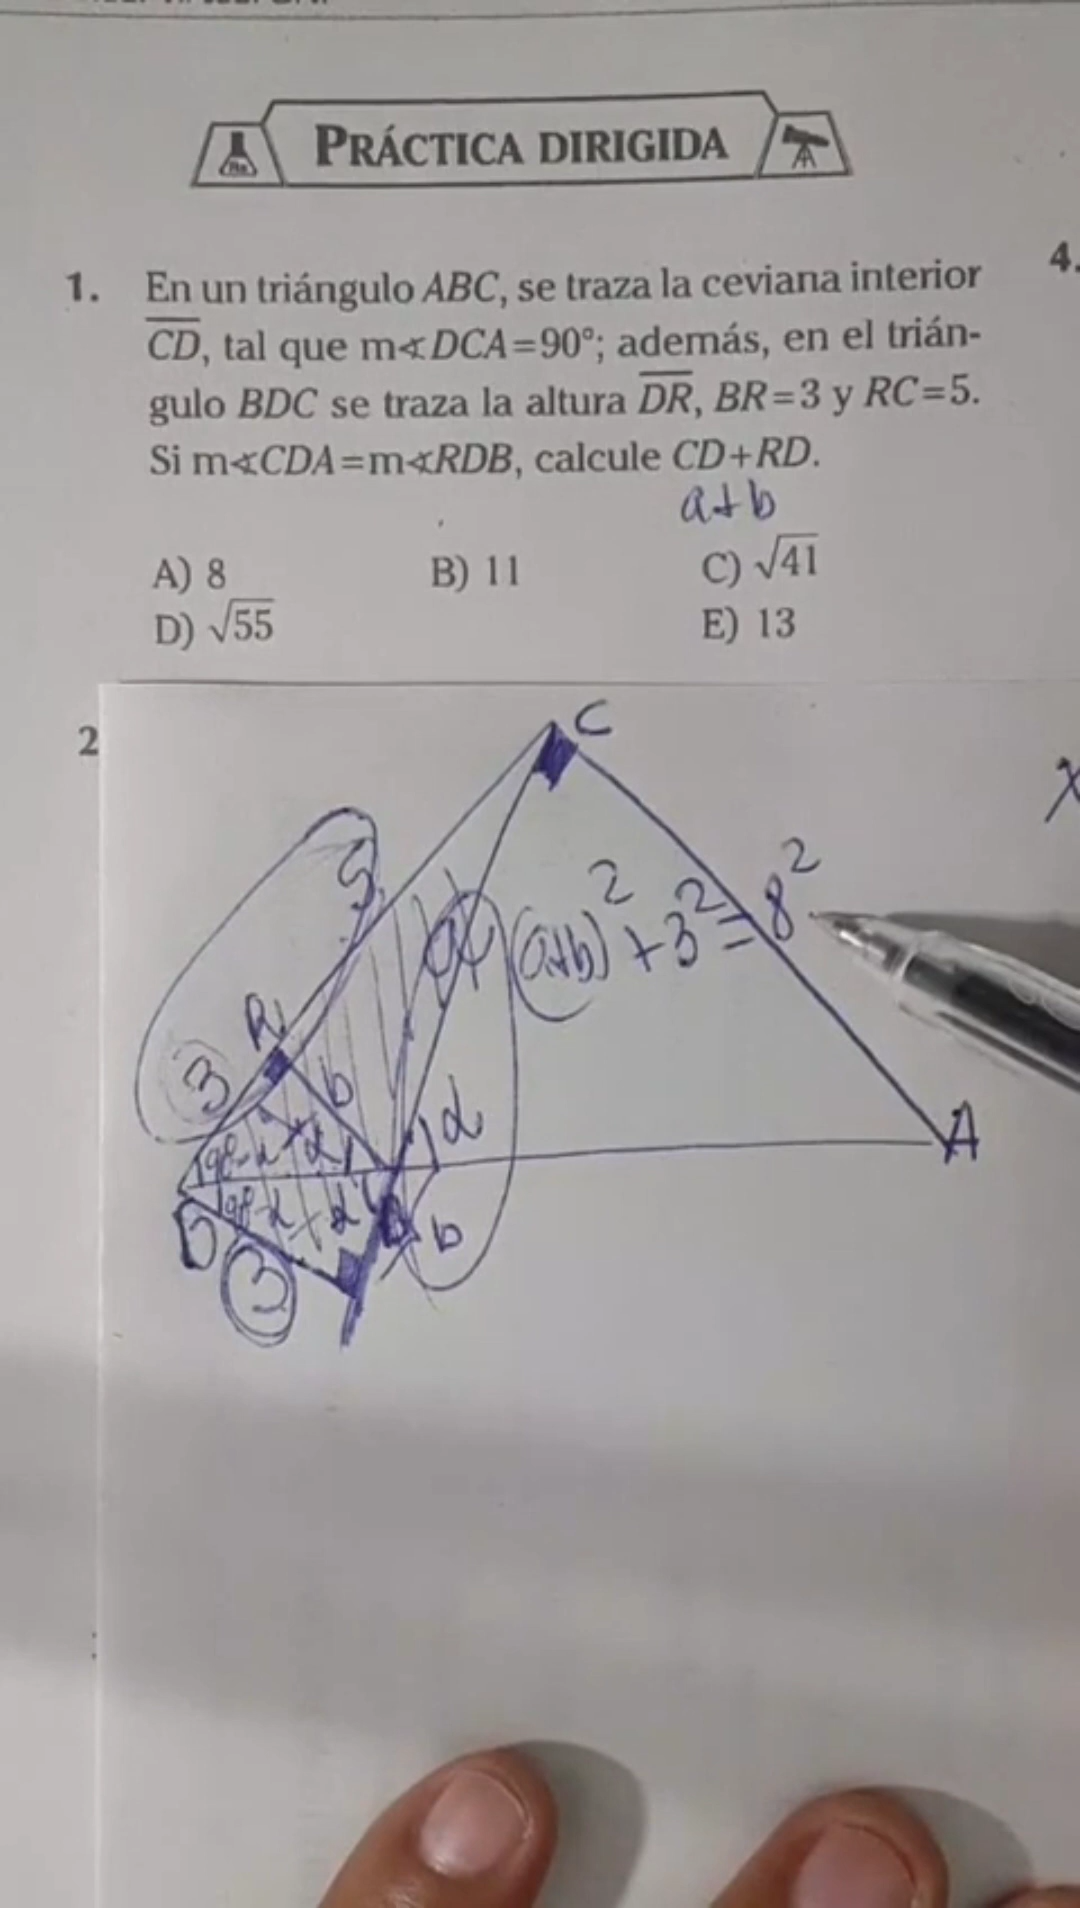 PRÁCTICA DIRIGIDA
1. En un triángulo ABC, se traza la ceviana interior
CD, tal que m∢DCA=90°; además, en el trián-
gulo BDC se traza la altura DR, BR=3 y RC=5.
Si m∢CDA=m∢RDB, calcule CD+RD.
a+b
A) 8 B) 11 C) √41
D) √55 E) 13
4.
2
C
5
a (a+b)² + 3² = 8²
R
3 b
90-α α α
A
90-α α
B D b
3
x